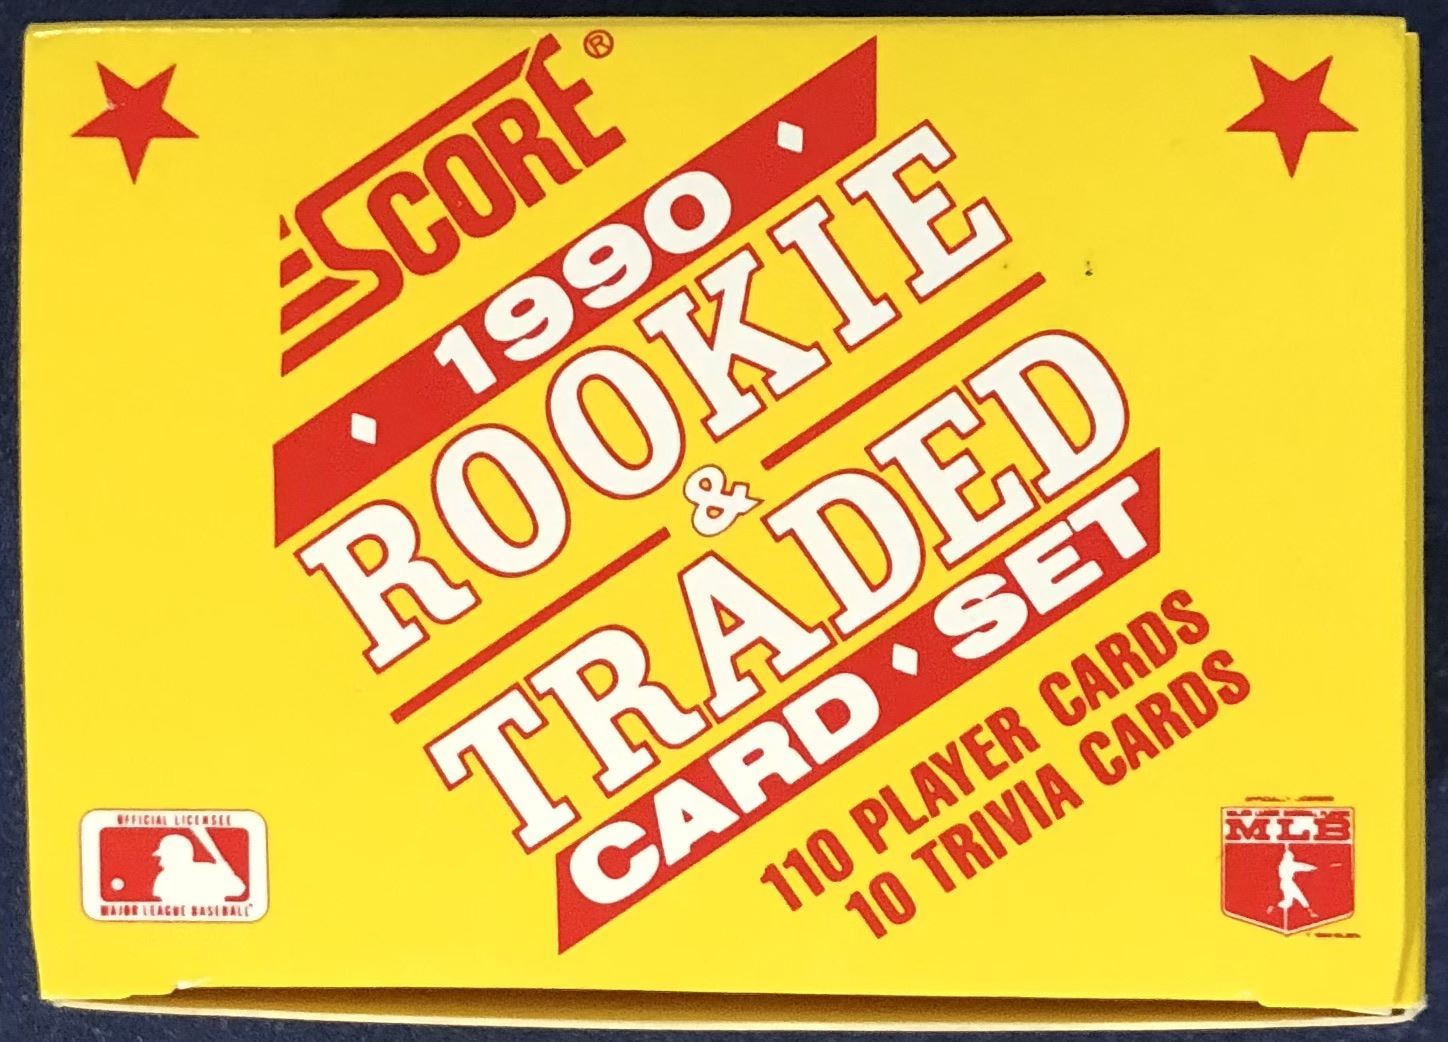 SCORE®
1990
ROOKIE
&
TRADED
CARD SET
110 PLAYER CARDS
10 TRIVIA CARDS
OFFICIAL LICENSEE
MAJOR LEAGUE BASEBALL
MLB